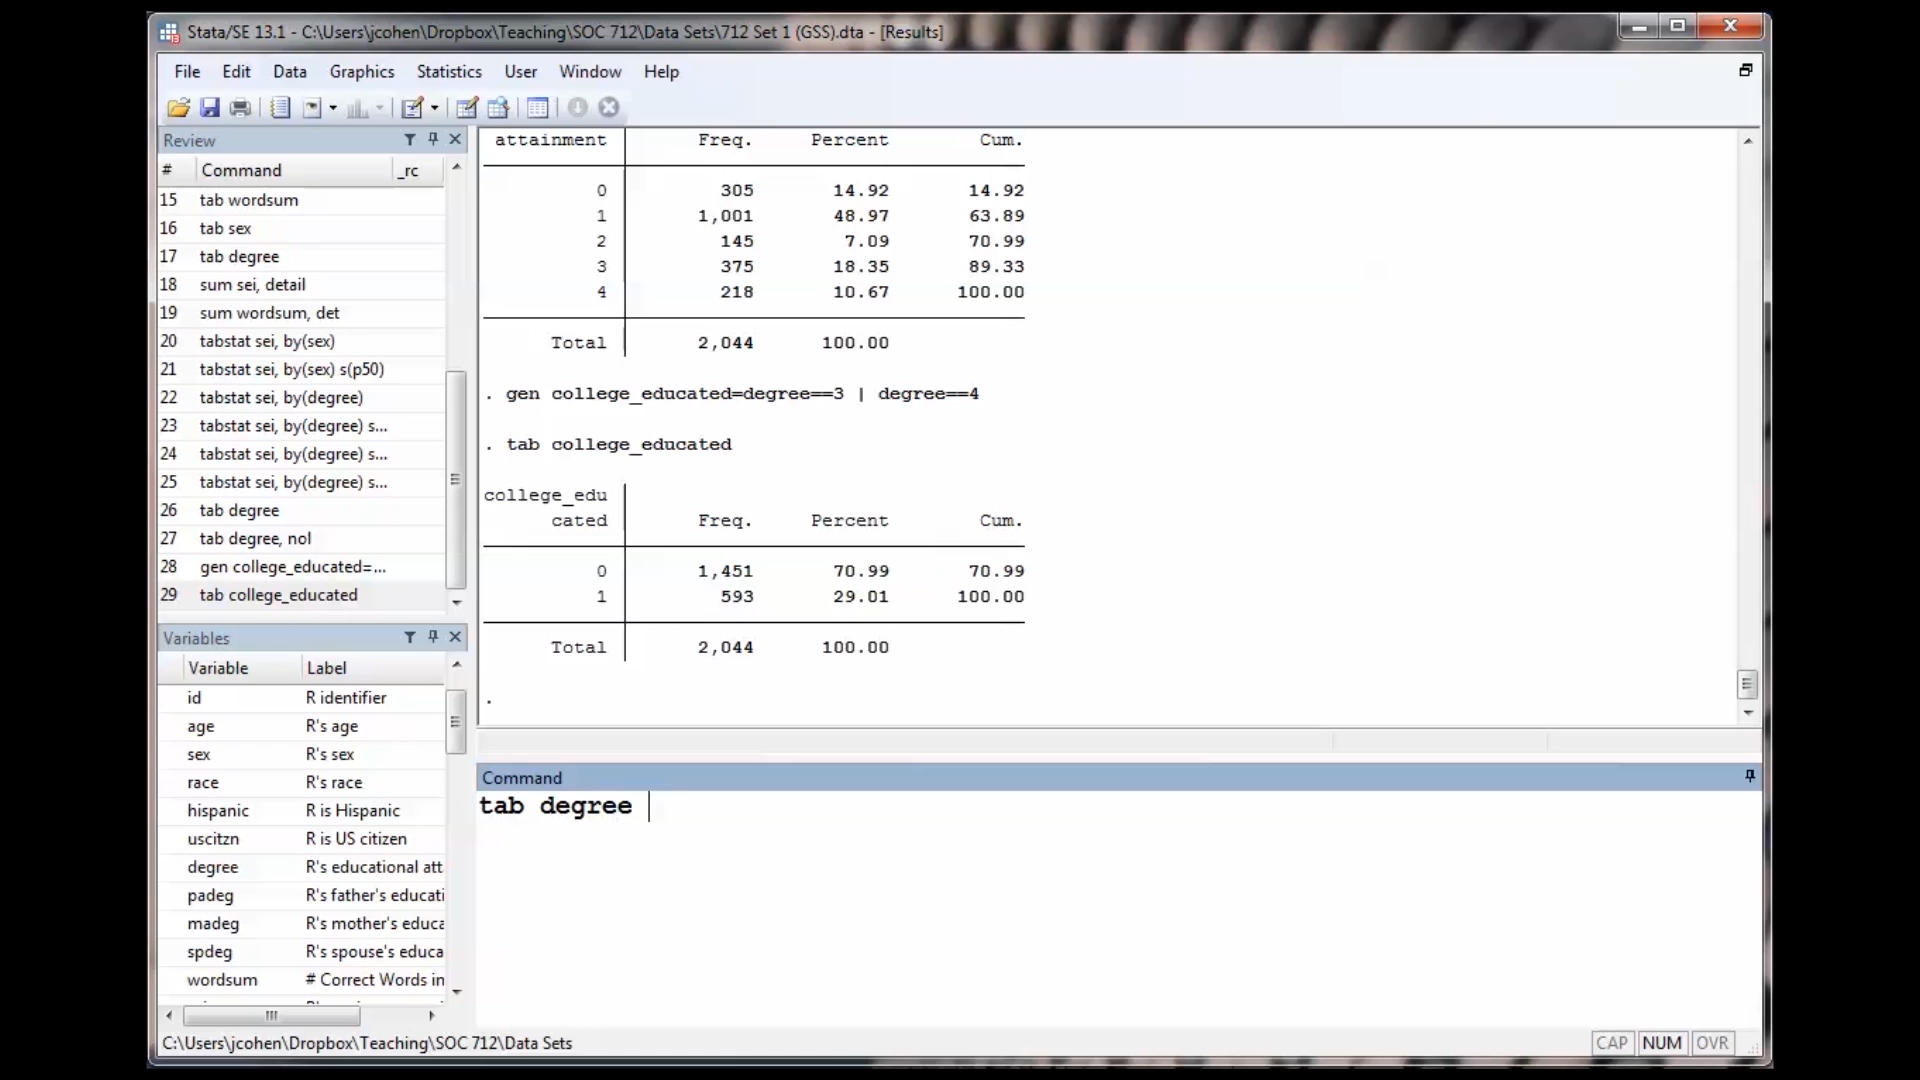 Stata/SE 13.1 - C:\Users\jcohen\Dropbox\Teaching\SOC 712\Data Sets\712 Set 1 (GSS).dta - [Results]
File Edit Data Graphics Statistics User Window Help
Review
# Command _rc
15 tab wordsum
16 tab sex
17 tab degree
18 sum sei, detail
19 sum wordsum, det
20 tabstat sei, by(sex)
21 tabstat sei, by(sex) s(p50)
22 tabstat sei, by(degree)
23 tabstat sei, by(degree) s...
24 tabstat sei, by(degree) s...
25 tabstat sei, by(degree) s...
26 tab degree
27 tab degree, nol
28 gen college_educated=...
29 tab college_educated
Variables
Variable Label
id R identifier
age R's age
sex R's sex
race R's race
hispanic R is Hispanic
uscitzn R is US citizen
degree R's educational att
padeg R's father's educati
madeg R's mother's educa
spdeg R's spouse's educa
wordsum # Correct Words in
attainment Freq. Percent Cum.
0 305 14.92 14.92
1 1,001 48.97 63.89
2 145 7.09 70.99
3 375 18.35 89.33
4 218 10.67 100.00
Total 2,044 100.00
. gen college_educated=degree==3 | degree==4
. tab college_educated
college_edu
cated Freq. Percent Cum.
0 1,451 70.99 70.99
1 593 29.01 100.00
Total 2,044 100.00
.
Command
tab degree
C:\Users\jcohen\Dropbox\Teaching\SOC 712\Data Sets
CAP NUM OVR